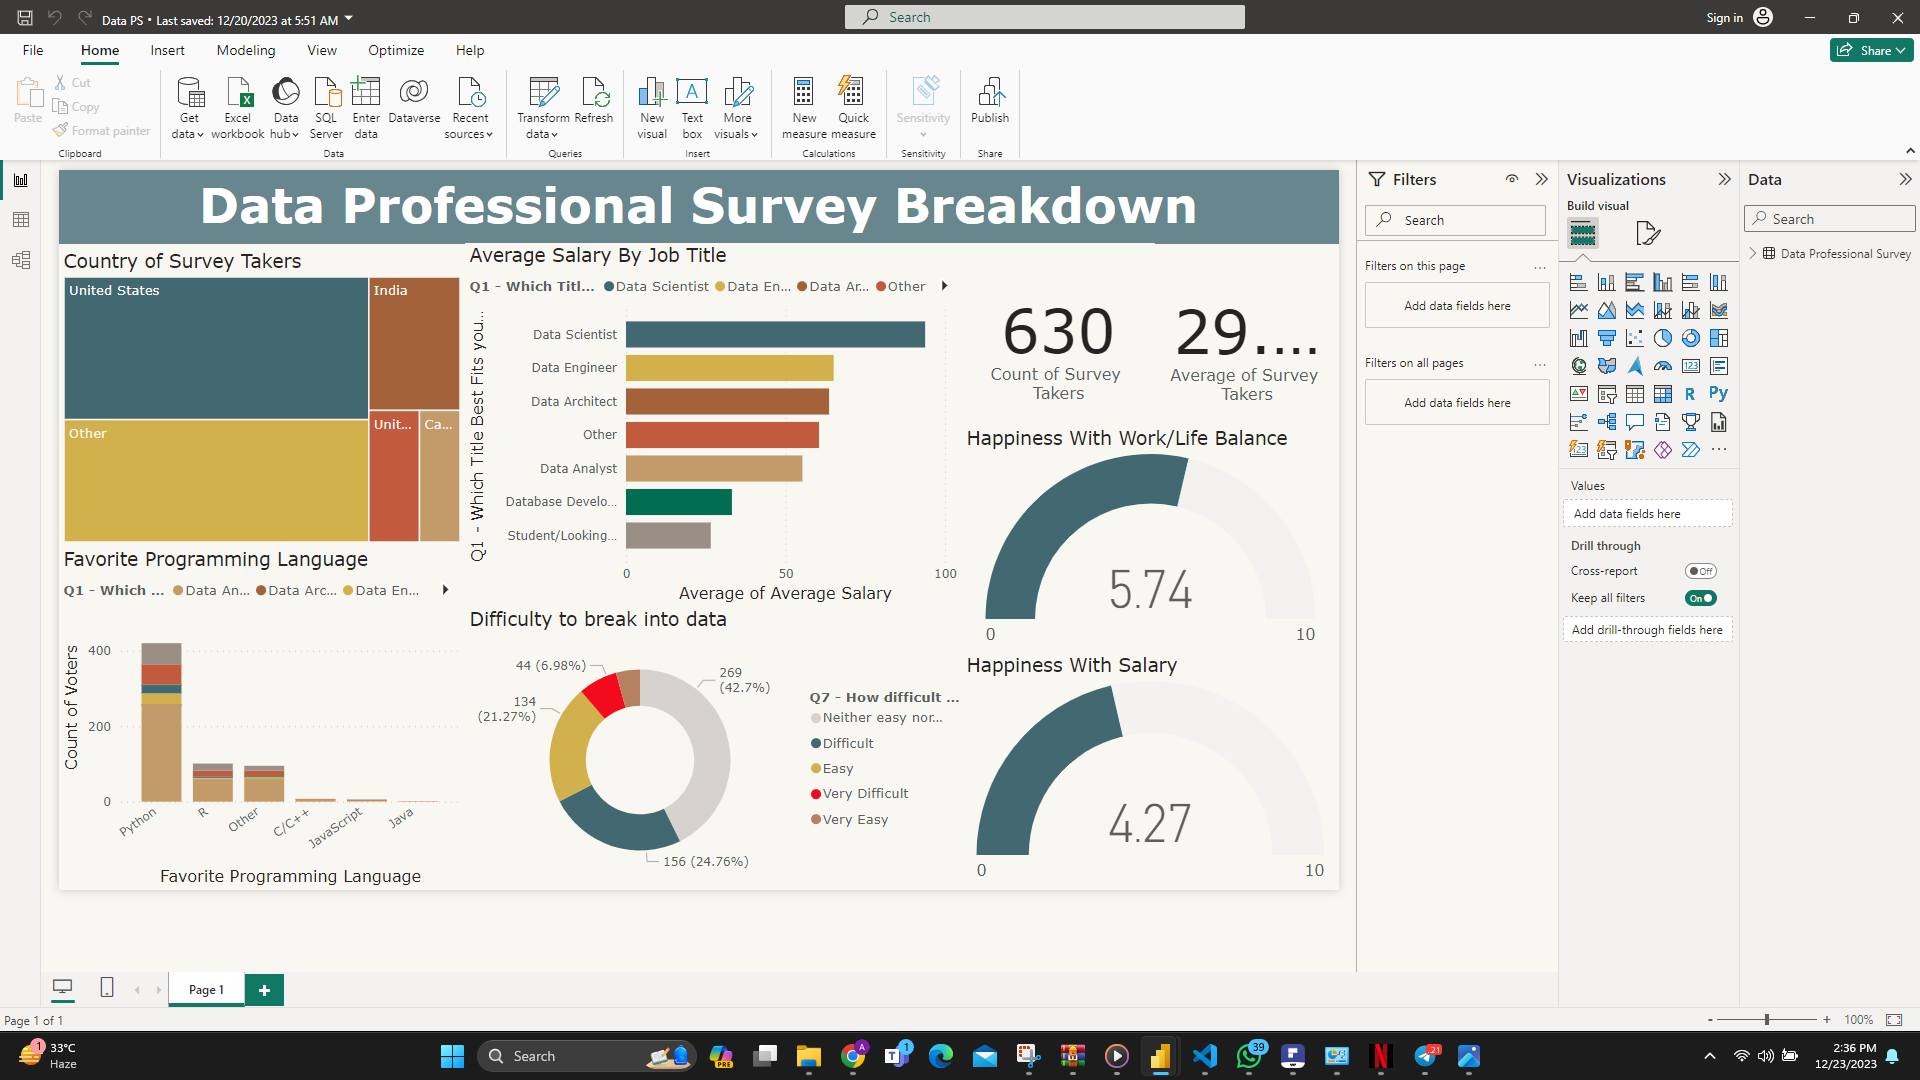 Data PS • Last saved: 12/20/2023 at 5:51 AM
Search
Sign in
File
Home
Insert
Modeling
View
Optimize
Help
Share
Paste
Cut
Copy
Format painter
Clipboard
Get data
Excel workbook
Data hub
SQL Server
Enter data
Dataverse
Recent sources
Data
Transform data
Refresh
Queries
New visual
Text box
More visuals
Insert
New measure
Quick measure
Calculations
Sensitivity
Sensitivity
Publish
Share
Data Professional Survey Breakdown
Country of Survey Takers
United States
India
Other
Unit...
Ca...
Favorite Programming Language
Q1 - Which ...
Data An...
Data Arc...
Data En...
Count of Voters
400
200
0
Python
R
Other
C/C++
JavaScript
Java
Favorite Programming Language
Average Salary By Job Title
Q1 - Which Titl...
Data Scientist
Data En...
Data Ar...
Other
Q1 - Which Title Best Fits you...
Data Scientist
Data Engineer
Data Architect
Other
Data Analyst
Database Develo...
Student/Looking...
0
50
100
Average of Average Salary
Difficulty to break into data
44 (6.98%)
269
(42.7%)
134
(21.27%)
156 (24.76%)
Q7 - How difficult ...
Neither easy nor...
Difficult
Easy
Very Difficult
Very Easy
630
Count of Survey
Takers
29....
Average of Survey
Takers
Happiness With Work/Life Balance
5.74
0
10
Happiness With Salary
4.27
0
10
Filters
Search
Filters on this page
...
Add data fields here
Filters on all pages
...
Add data fields here
Visualizations
Build visual
123
R
Py
123
...
Values
Add data fields here
Drill through
Cross-report
Off
Keep all filters
On
Add drill-through fields here
Data
Search
Data Professional Survey
Page 1
+
Page 1 of 1
-
+
100%
1
33°C
Haze
Search
PRE
A
1
39
21
2:36 PM
12/23/2023